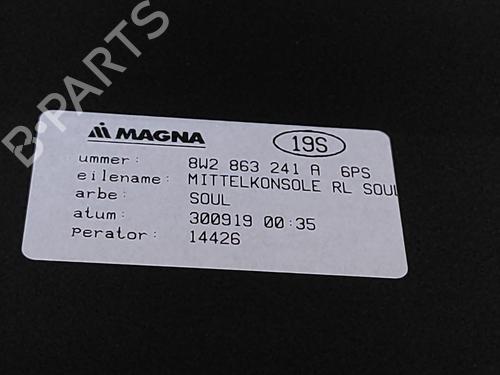 B-PARTS
MAGNA 19S
ummer: 8W2 863 241 A 6PS
eilename: MITTELKONSOLE RL SOUL
arbe: SOUL
atum: 300919 00:35
perator: 14426